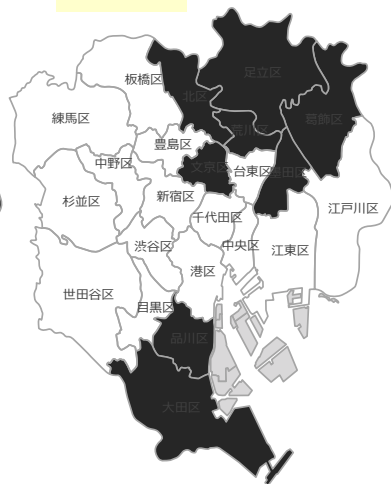 足立区
板橋区
北区
葛飾区
練馬区
荒川区
豊島区
中野区
文京区
台東区
墨田区
杉並区
新宿区
江戸川区
千代田区
渋谷区
中央区
江東区
港区
世田谷区
目黒区
品川区
大田区